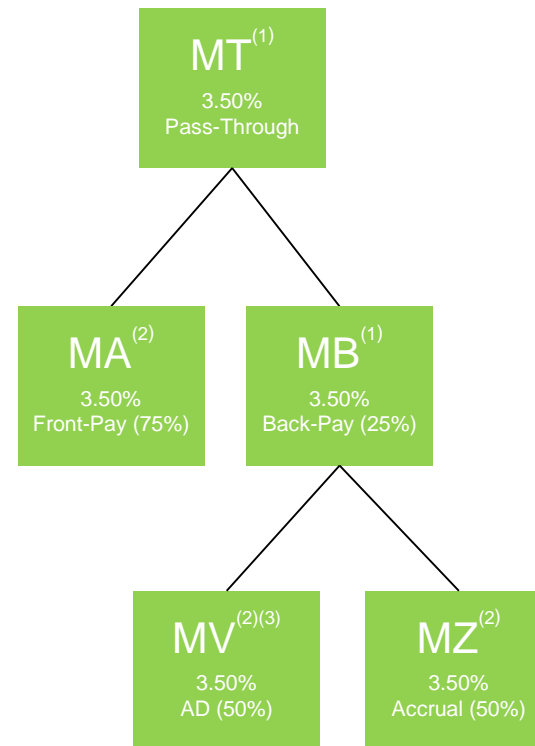 MT(1)
3.50%
Pass-Through
MA(2)
3.50%
Front-Pay (75%)
MB(1)
3.50%
Back-Pay (25%)
MV(2)(3)
3.50%
AD (50%)
MZ(2)
3.50%
Accrual (50%)